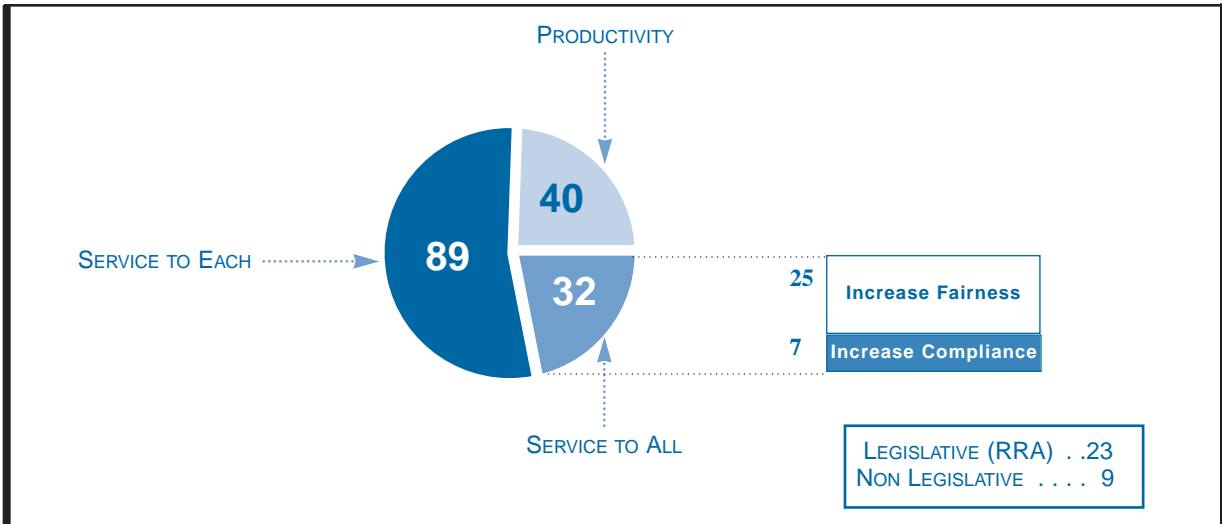 PRODUCTIVITY
40
SERVICE TO EACH
89
32
25
Increase Fairness
7
Increase Compliance
SERVICE TO ALL
LEGISLATIVE (RRA) . .23
NON LEGISLATIVE . . . . 9